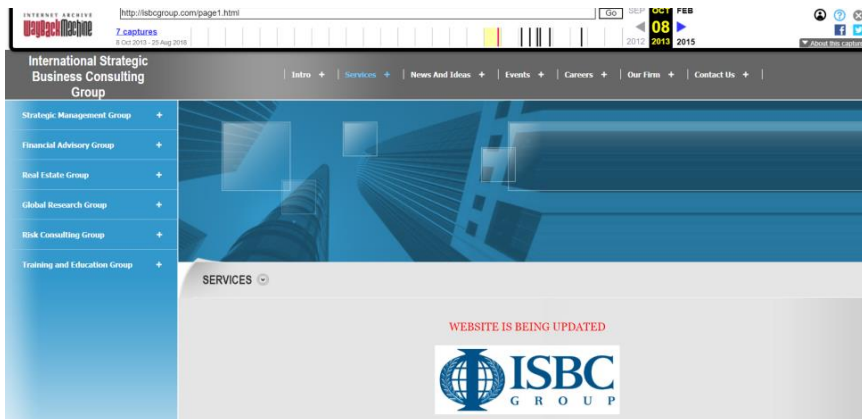 INTERNET ARCHIVE
WayBackMachine
http://isbcgroup.com/page1.html
Go
7 captures
8 Oct 2013 - 25 Aug 2018
SEP OCT FEB
08
2012 2013 2015
About this capture
International Strategic
Business Consulting
Group
Intro + | Services + | News And Ideas + | Events + | Careers + | Our Firm + | Contact Us + |
Strategic Management Group +
Financial Advisory Group +
Real Estate Group +
Global Research Group +
Risk Consulting Group +
Training and Education Group +
SERVICES
WEBSITE IS BEING UPDATED
ISBC
GROUP